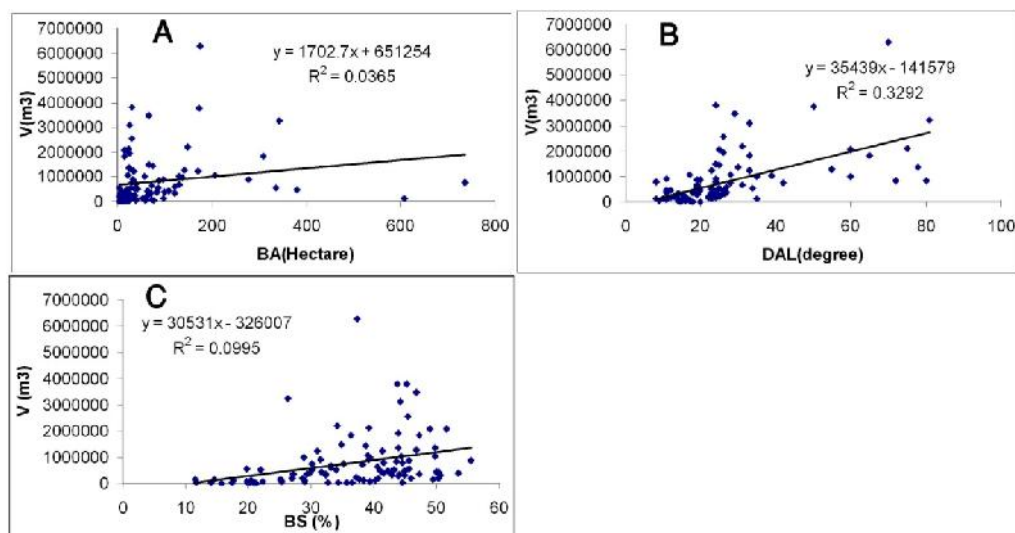 A
7000000
6000000
5000000
4000000
3000000
2000000
1000000
0
V(m3)
y = 1702.7x + 651254
R² = 0.0365
0 200 400 600 800
BA(Hectare)
B
7000000
6000000
5000000
4000000
3000000
2000000
1000000
0
V(m3)
y = 35439x - 141579
R² = 0.3292
0 20 40 60 80 100
DAL(degree)
C
7000000
6000000
5000000
4000000
3000000
2000000
1000000
0
V (m3)
y = 30531x - 326007
R² = 0.0995
0 10 20 30 40 50 60
BS (%)